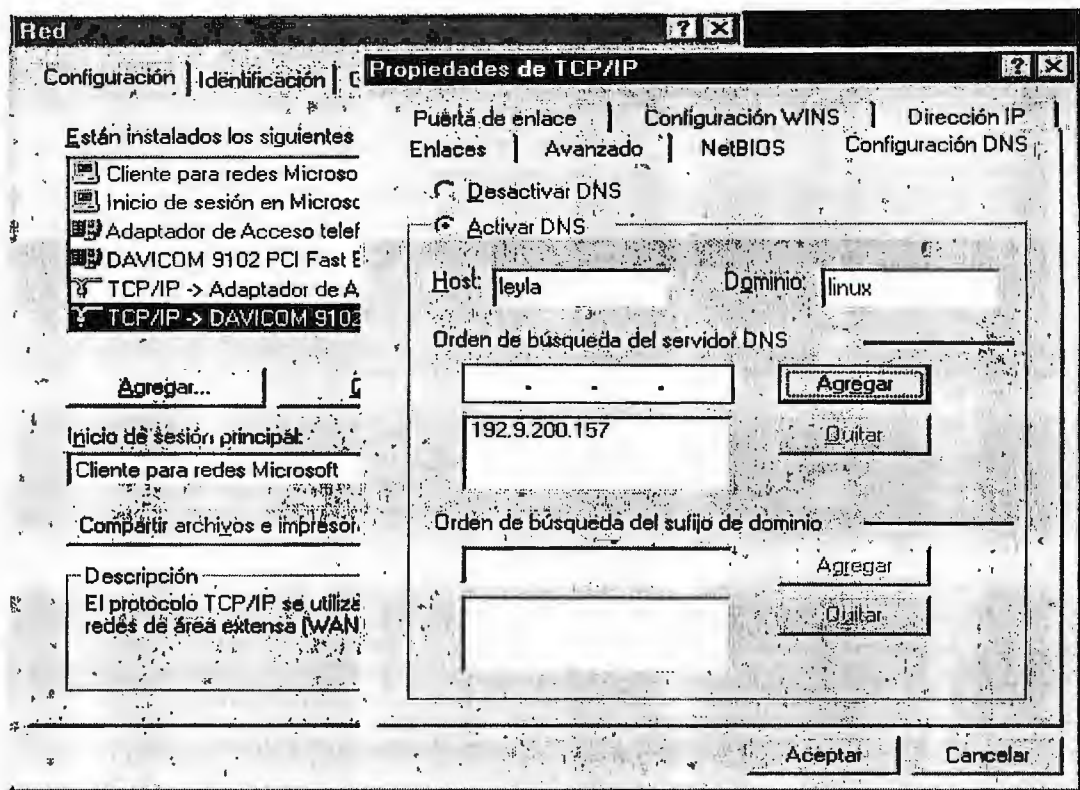 Red
Configuración Identificación
Están instalados los siguientes
Cliente para redes Microso
Inicio de sesión en Microsc
Adaptador de Acceso telef
DAVICOM 9102 PCI Fast E
TCP/IP -> Adaptador de A
TCP/IP -> DAVICOM 9102
Agregar...
Inicio de sesión principal:
Cliente para redes Microsoft
Compartir archivos e impresor
Descripción
El protocolo TCP/IP se utiliza
redes de área extensa (WAN
Propiedades de TCP/IP
Puerta de enlace Configuración WINS Dirección IP
Enlaces Avanzado NetBIOS Configuración DNS
Desactivar DNS
Activar DNS
Host: leyla Dominio: linux
Orden de búsqueda del servidor DNS
Agregar
192.9.200.157
Quitar
Orden de búsqueda del sufijo de dominio
Agregar
Quitar
Aceptar Cancelar